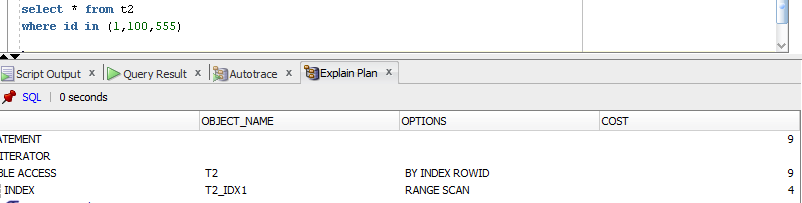 select * from t2
where id in (1,100,555)
Script Output x Query Result x Autotrace x Explain Plan x
SQL | 0 seconds
OBJECT_NAME OPTIONS COST
ATEMENT 9
ITERATOR
BLE ACCESS T2 BY INDEX ROWID 9
INDEX T2_IDX1 RANGE SCAN 4